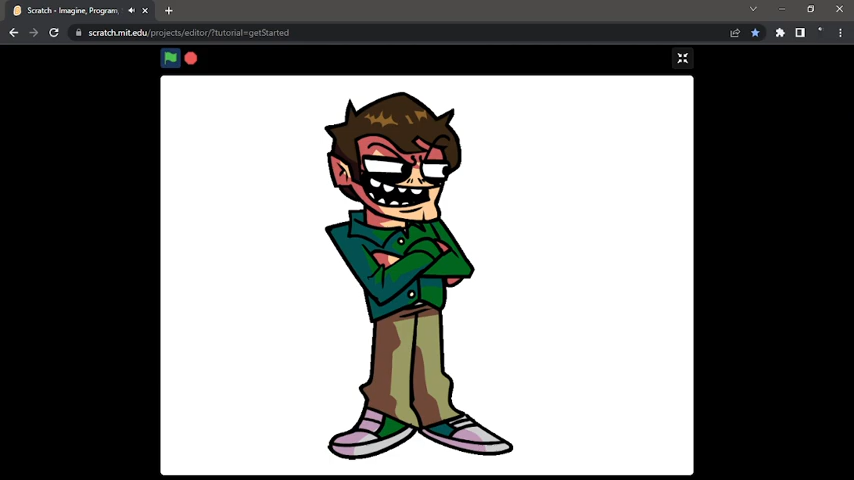 Scratch - Imagine, Program,
scratch.mit.edu/projects/editor/?tutorial=getStarted